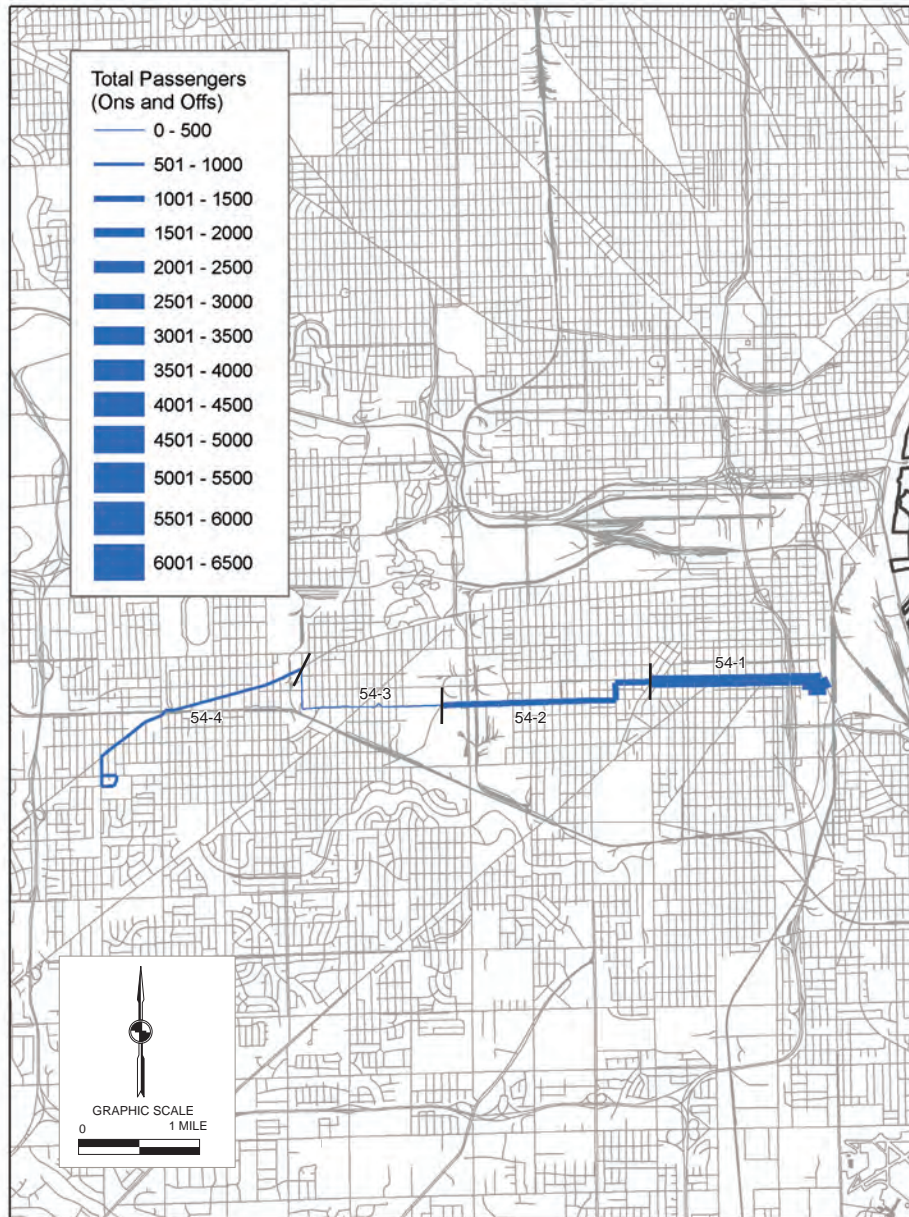 Total Passengers
(Ons and Offs)
0 - 500
501 - 1000
1001 - 1500
1501 - 2000
2001 - 2500
2501 - 3000
3001 - 3500
3501 - 4000
4001 - 4500
4501 - 5000
5001 - 5500
5501 - 6000
6001 - 6500
54-1
54-3
54-2
54-4
GRAPHIC SCALE
0 1 MILE